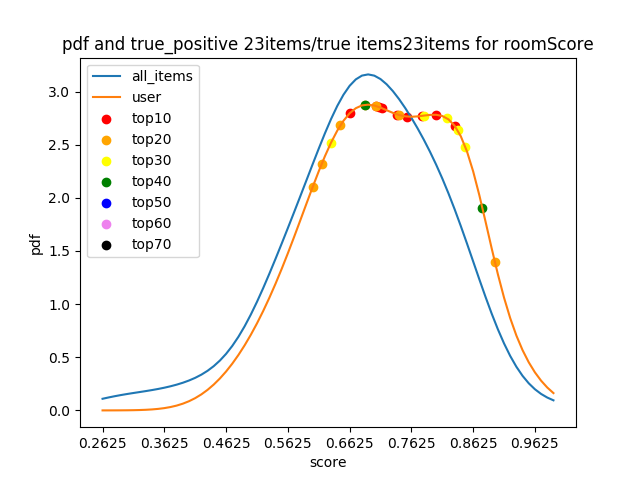 pdf and true_positive 23items/true items23items for roomScore
all_items
user
top10
top20
top30
top40
top50
top60
top70
pdf
3.0
2.5
2.0
1.5
1.0
0.5
0.0
0.2625 0.3625 0.4625 0.5625 0.6625 0.7625 0.8625 0.9625
score